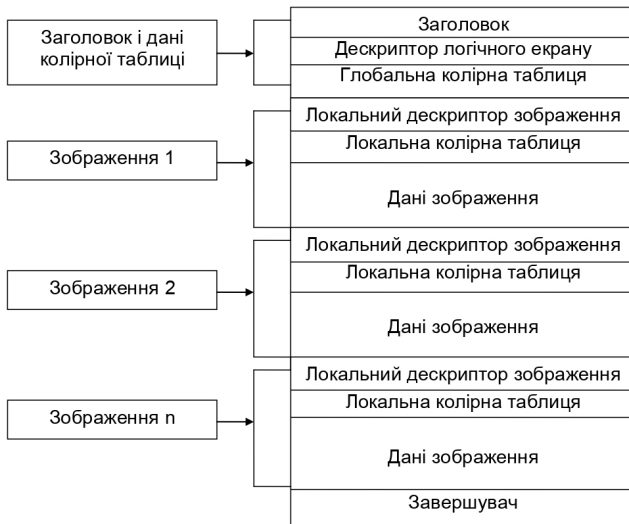 Заголовок і дані
колірної таблиці
Заголовок
Дескриптор логічного екрану
Глобальна колірна таблиця
Зображення 1
Локальний дескриптор зображення
Локальна колірна таблиця
Дані зображення
Зображення 2
Локальний дескриптор зображення
Локальна колірна таблиця
Дані зображення
Зображення n
Локальний дескриптор зображення
Локальна колірна таблиця
Дані зображення
Завершувач